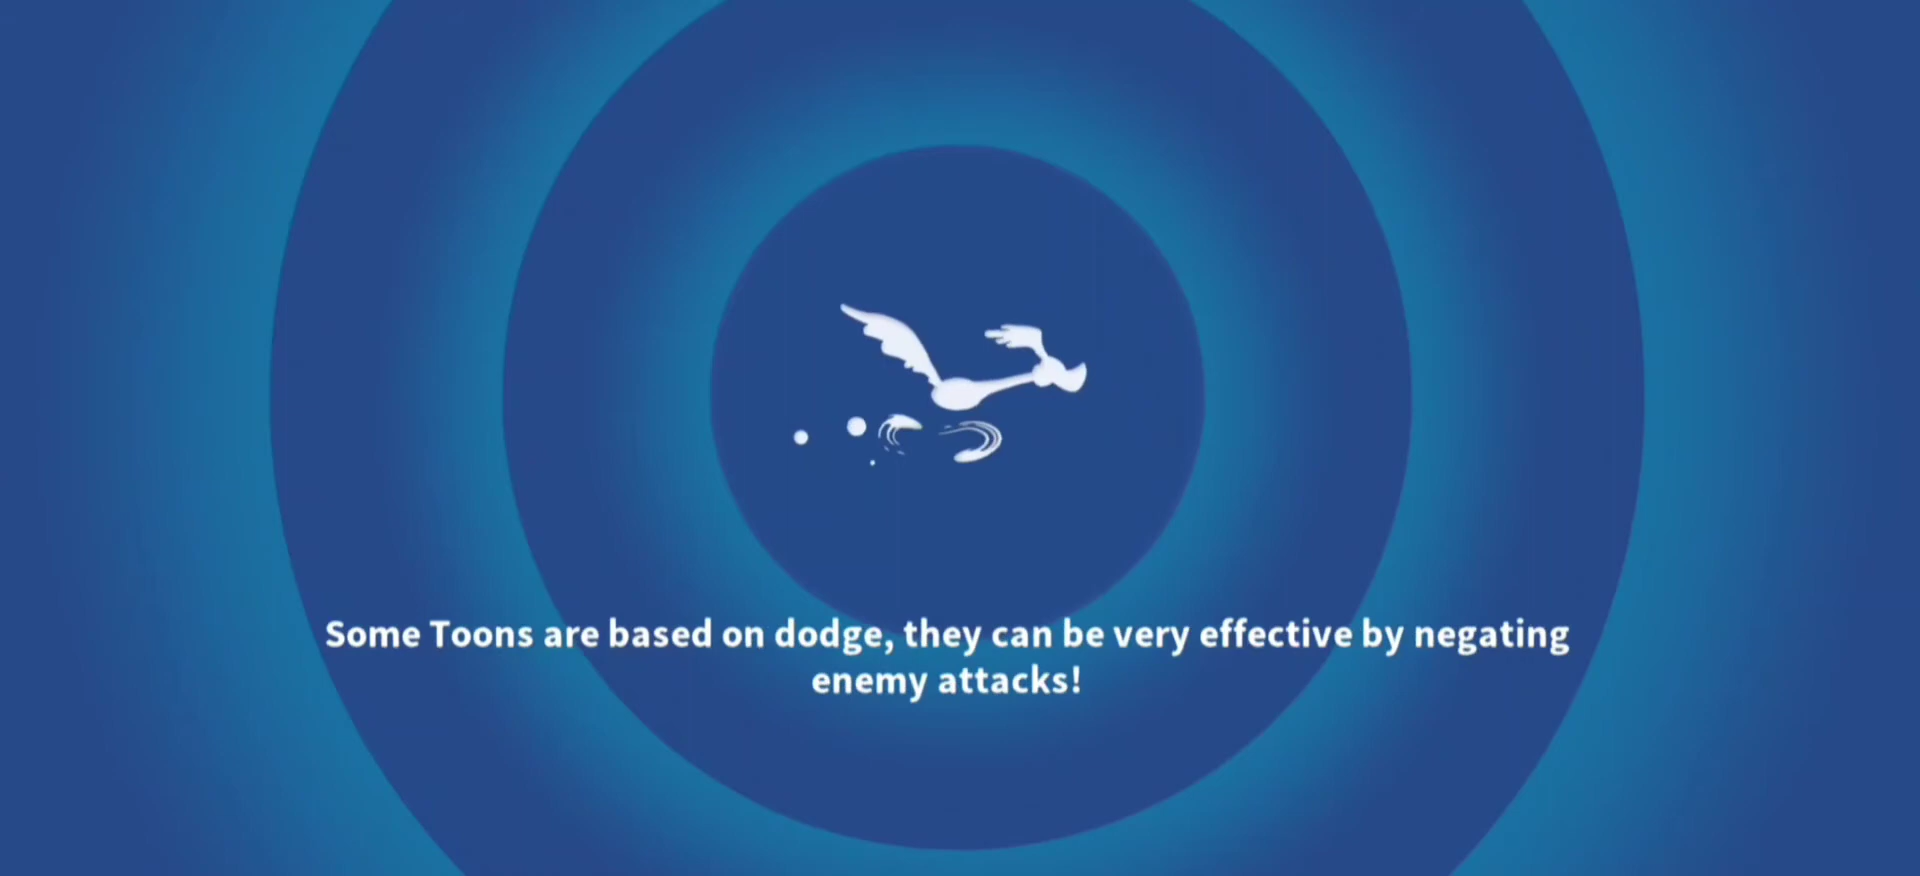 Some Toons are based on dodge, they can be very effective by negating
enemy attacks!